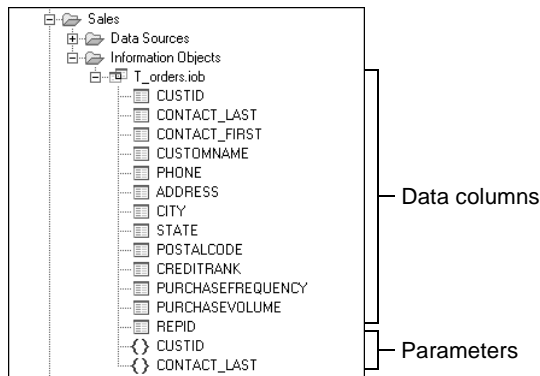 Sales
Data Sources
Information Objects
T_orders.iob
CUSTID
CONTACT_LAST
CONTACT_FIRST
CUSTOMNAME
PHONE
ADDRESS
CITY
STATE
POSTALCODE
CREDITRANK
PURCHASEFREQUENCY
PURCHASEVOLUME
REPID
{} CUSTID
{} CONTACT_LAST
Data columns
Parameters